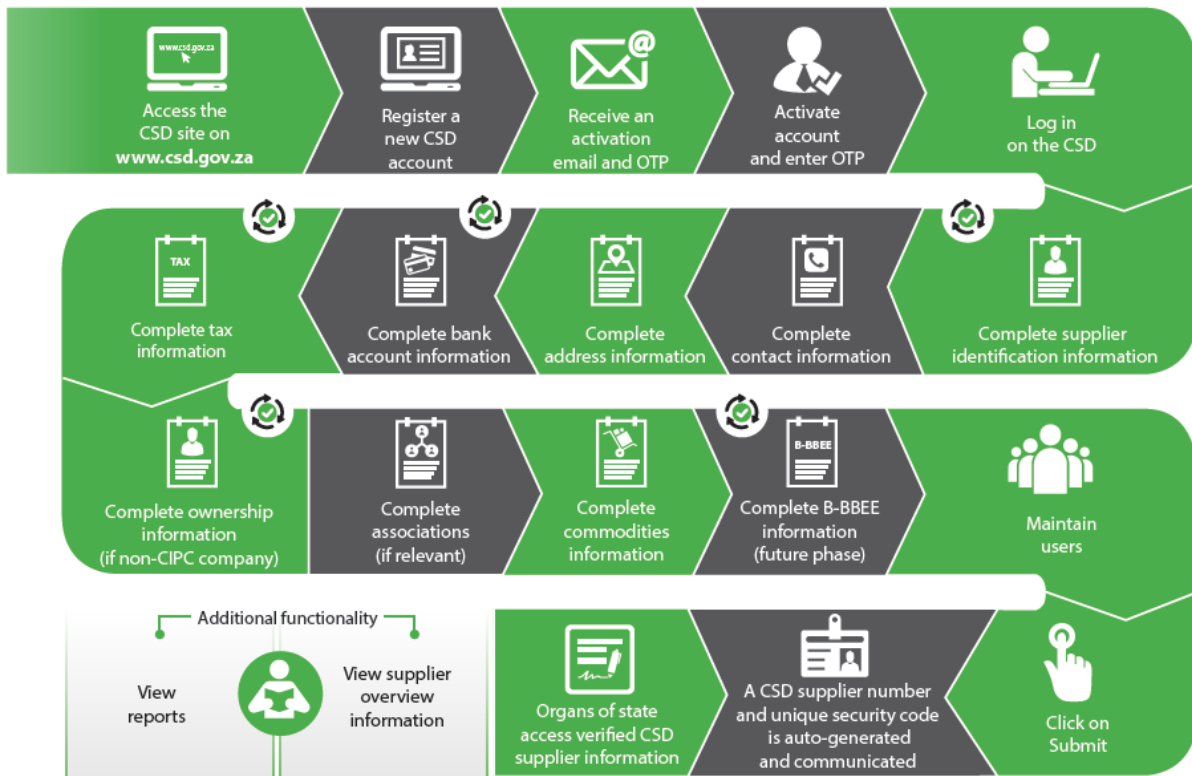 www.csd.gov.za
Access the
CSD site on
www.csd.gov.za
Register a
new CSD
account
@
Receive an
activation
email and OTP
Activate
account
and enter OTP
Log in
on the CSD
TAX
Complete tax
information
Complete bank
account information
Complete
address information
Complete
contact information
Complete supplier
identification information
Complete ownership
information
(if non-CIPC company)
Complete
associations
(if relevant)
Complete
commodities
information
B-BBEE
Complete B-BBEE
information
(future phase)
Maintain
users
Additional functionality
View
reports
View supplier
overview
information
Organs of state
access verified CSD
supplier information
A CSD supplier number
and unique security code
is auto-generated
and communicated
Click on
Submit